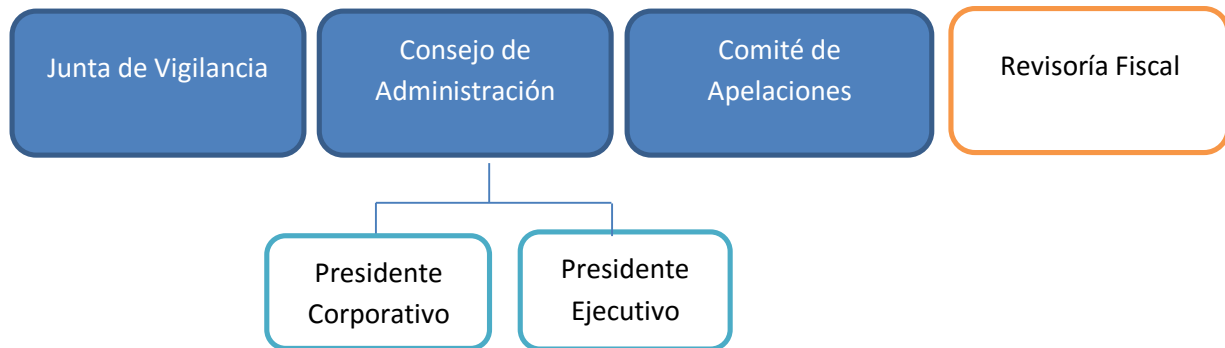 Junta de Vigilancia
Consejo de
Administración
Comité de
Apelaciones
Revisoría Fiscal
Presidente
Corporativo
Presidente
Ejecutivo